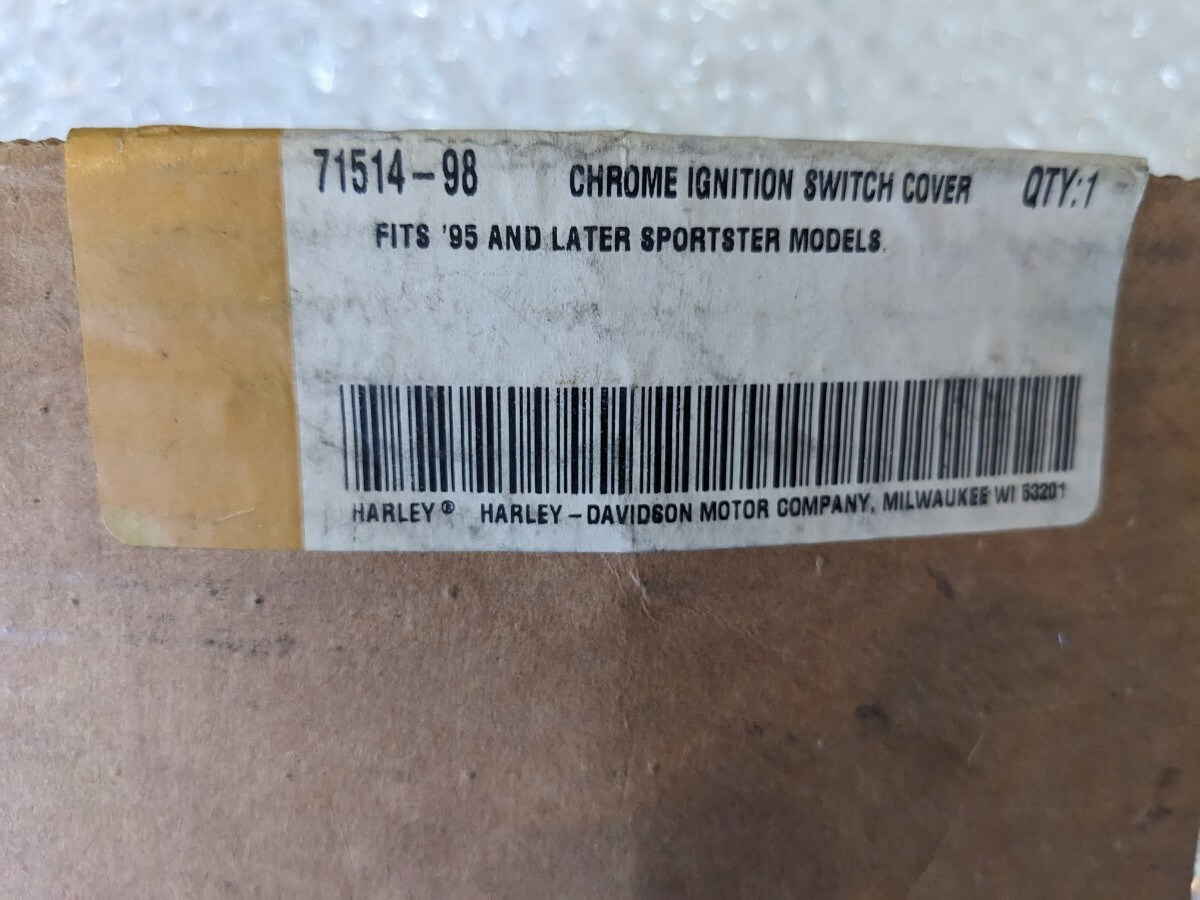 71514-98 CHROME IGNITION SWITCH COVER QTY:1
FITS '95 AND LATER SPORTSTER MODELS.
HARLEY® HARLEY-DAVIDSON MOTOR COMPANY, MILWAUKEE WI 53201